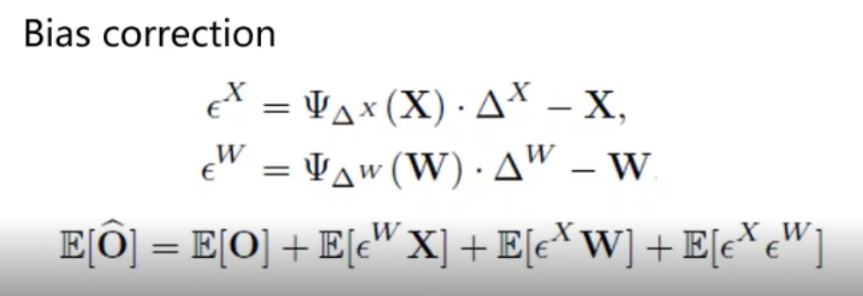 Bias correction
ϵ^X = Ψ_{Δ^X}(X) · Δ^X − X,
ϵ^W = Ψ_{Δ^W}(W) · Δ^W − W
𝔼[Ô] = 𝔼[O] + 𝔼[ϵ^W X] + 𝔼[ϵ^X W] + 𝔼[ϵ^X ϵ^W]